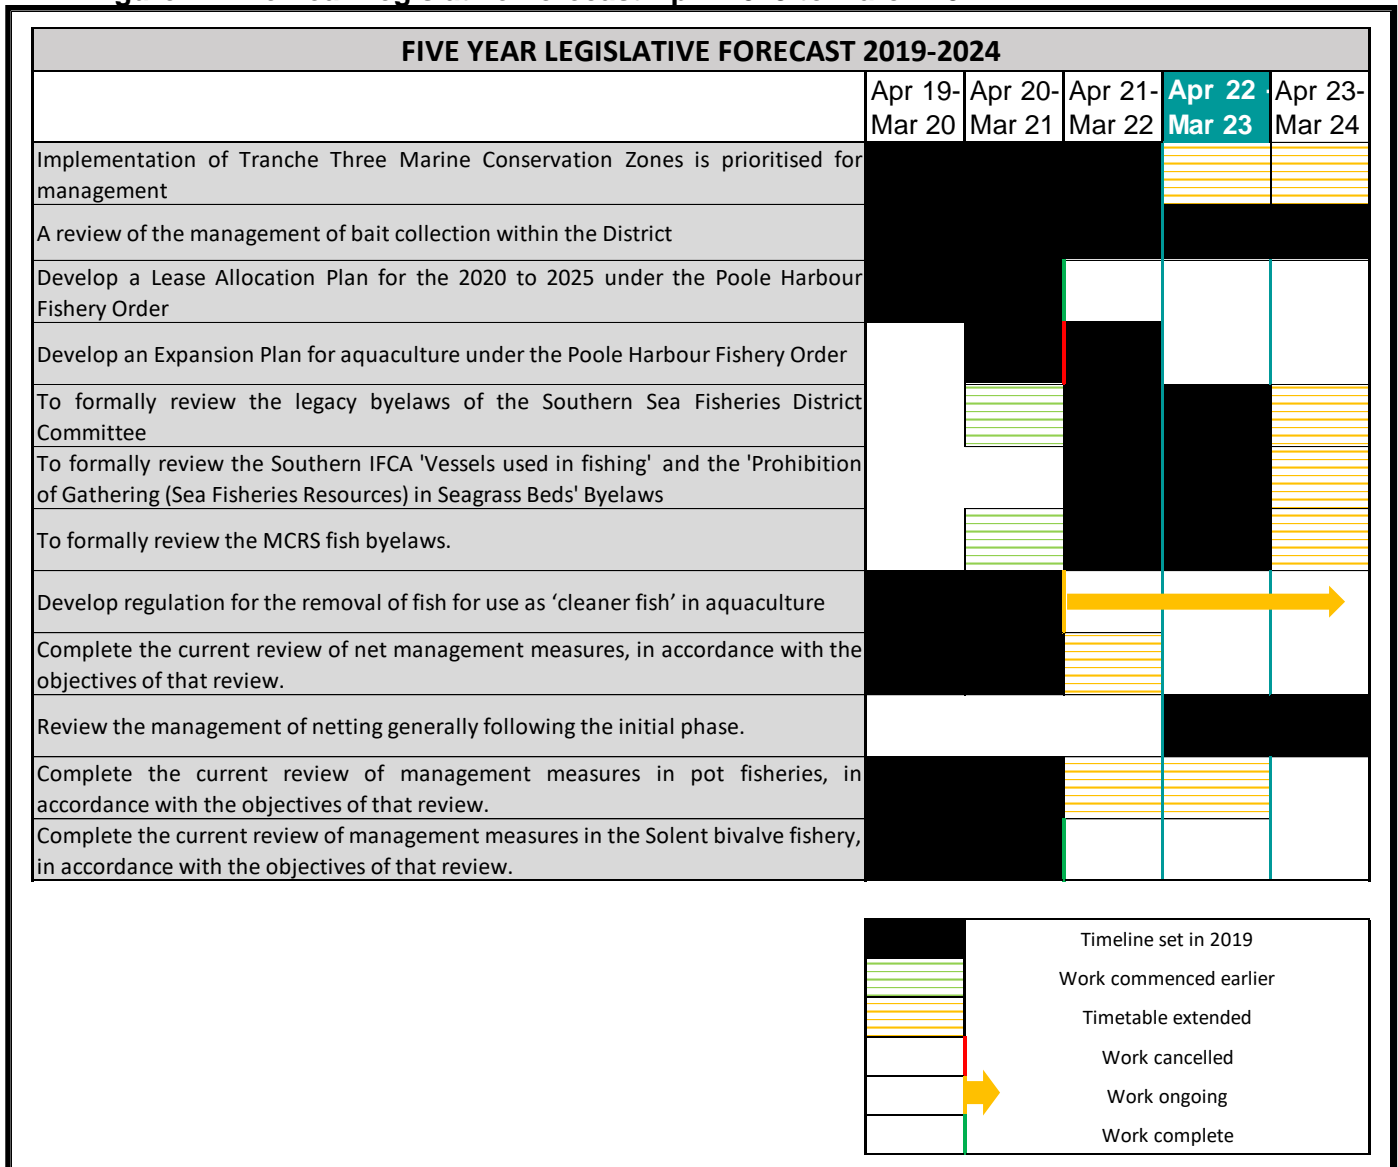 FIVE YEAR LEGISLATIVE FORECAST 2019-2024
Apr 19- Apr 20- Apr 21- Apr 22 - Apr 23-
Mar 20 Mar 21 Mar 22 Mar 23 Mar 24
Implementation of Tranche Three Marine Conservation Zones is prioritised for
management
A review of the management of bait collection within the District
Develop a Lease Allocation Plan for the 2020 to 2025 under the Poole Harbour
Fishery Order
Develop an Expansion Plan for aquaculture under the Poole Harbour Fishery Order
To formally review the legacy byelaws of the Southern Sea Fisheries District
Committee
To formally review the Southern IFCA 'Vessels used in fishing' and the 'Prohibition
of Gathering (Sea Fisheries Resources) in Seagrass Beds' Byelaws
To formally review the MCRS fish byelaws.
Develop regulation for the removal of fish for use as ‘cleaner fish’ in aquaculture
Complete the current review of net management measures, in accordance with the
objectives of that review.
Review the management of netting generally following the initial phase.
Complete the current review of management measures in pot fisheries, in
accordance with the objectives of that review.
Complete the current review of management measures in the Solent bivalve fishery,
in accordance with the objectives of that review.
Timeline set in 2019
Work commenced earlier
Timetable extended
Work cancelled
Work ongoing
Work complete